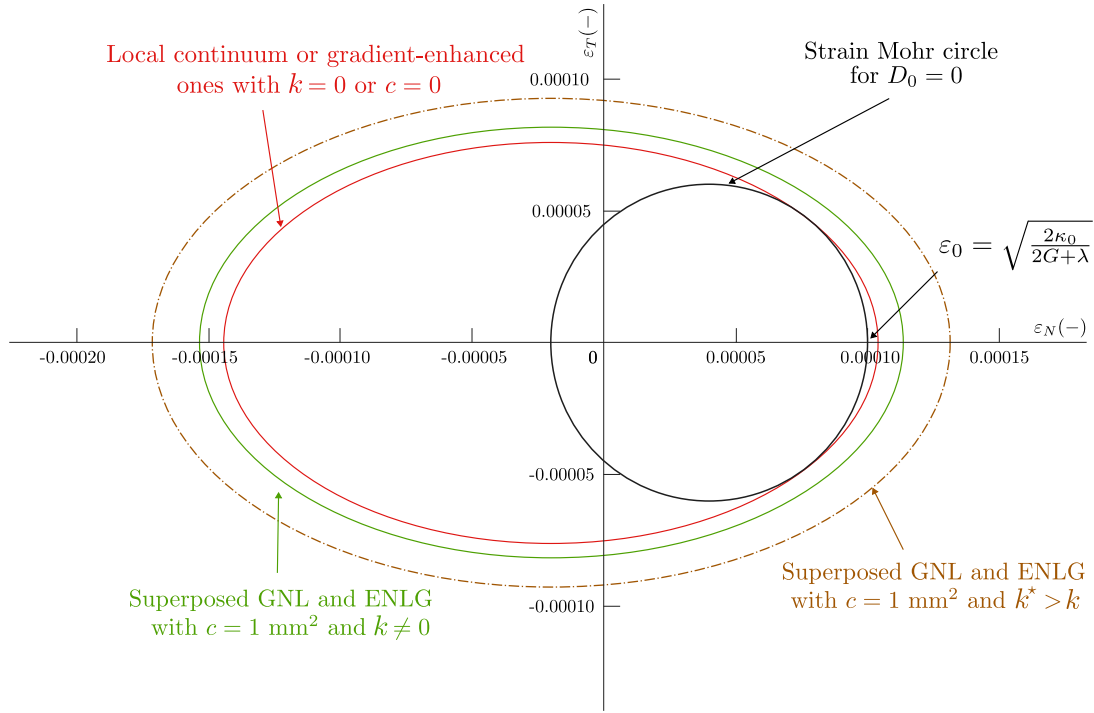 ε_T(−)
Local continuum or gradient-enhanced
ones with k = 0 or c = 0
Strain Mohr circle
for D_0 = 0
0.00010
0.00005
ε_0 = √(2κ_0/(2G+λ))
ε_N(−)
-0.00020
-0.00015
-0.00010
-0.00005
0
0.00005
0.00010
0.00015
-0.00005
-0.00010
Superposed GNL and ENLG
with c = 1 mm² and k ≠ 0
Superposed GNL and ENLG
with c = 1 mm² and k⋆ > k